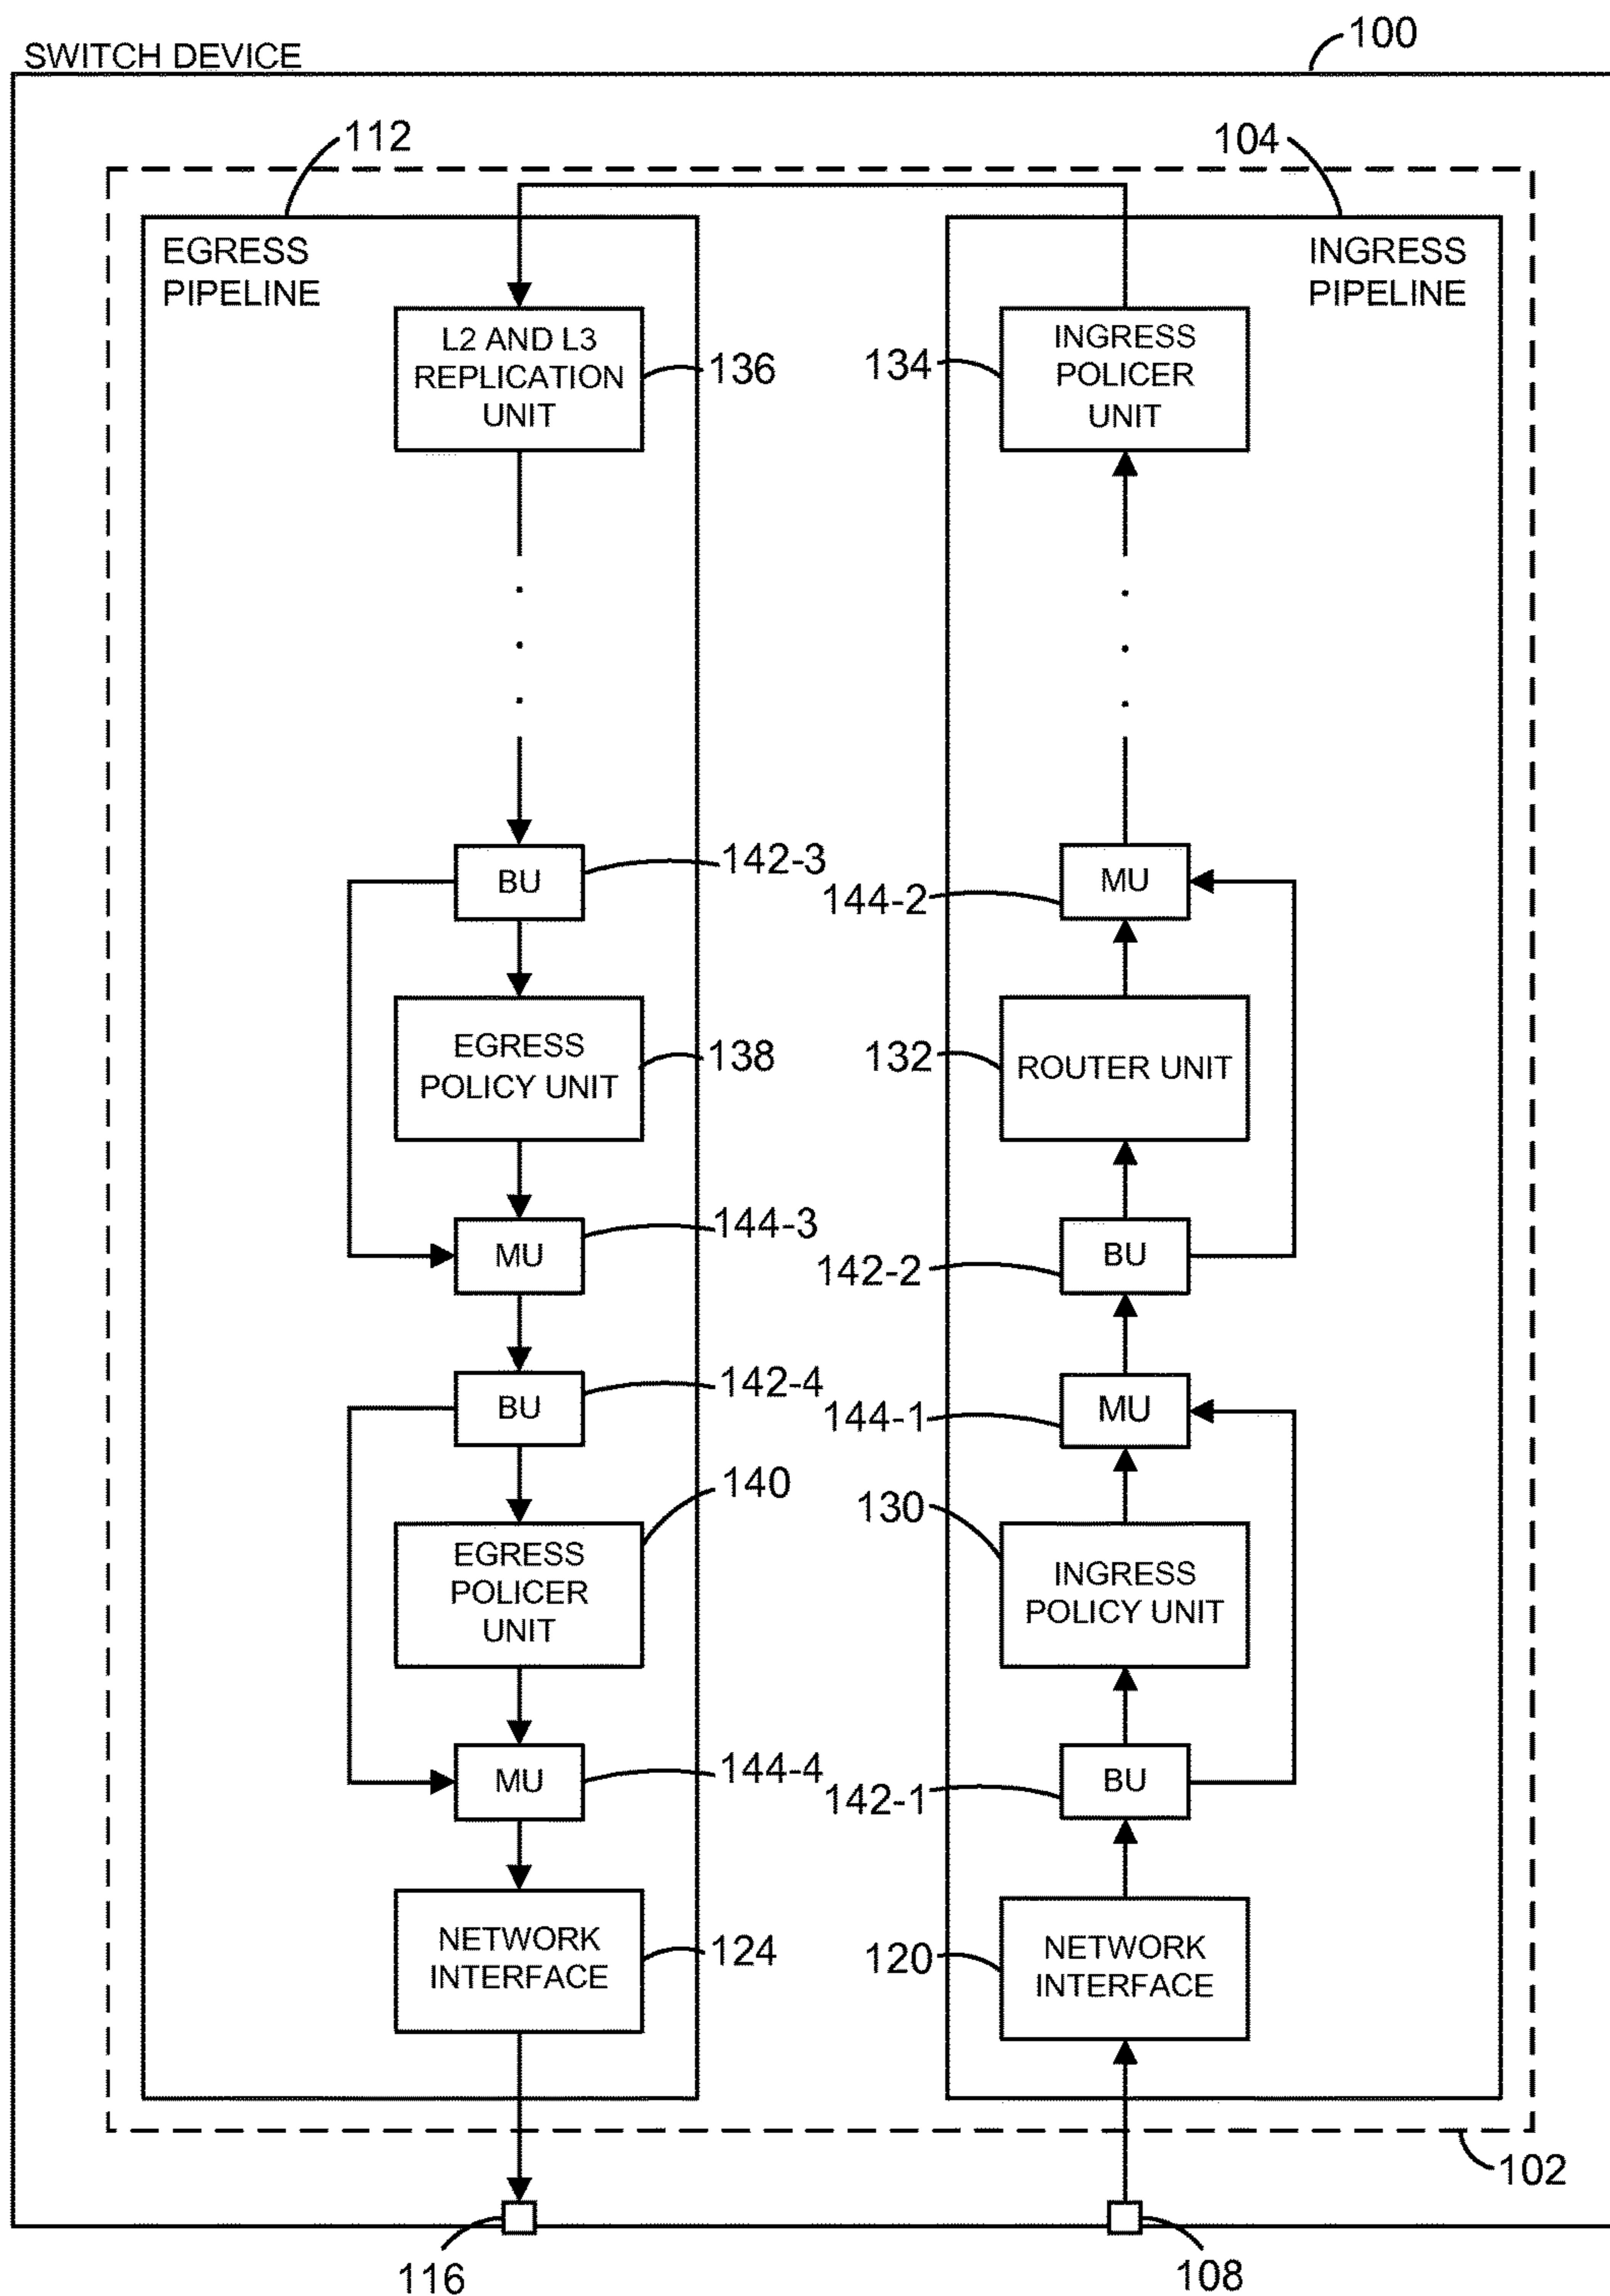 SWITCH DEVICE
100
112
104
EGRESS
PIPELINE
INGRESS
PIPELINE
L2 AND L3
REPLICATION
UNIT
136
134
INGRESS
POLICER
UNIT
BU
142-3
144-2
MU
EGRESS
POLICY UNIT
138
132
ROUTER UNIT
MU
144-3
142-2
BU
BU
142-4
144-1
MU
EGRESS
POLICER
UNIT
140
130
INGRESS
POLICY UNIT
MU
144-4
142-1
BU
NETWORK
INTERFACE
124
120
NETWORK
INTERFACE
102
116
108